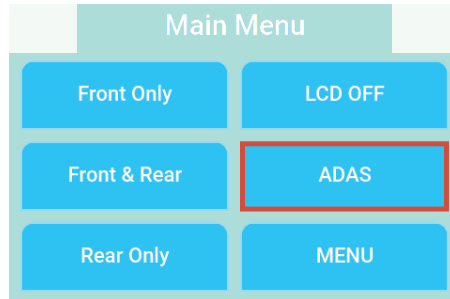 Main Menu
Front Only
LCD OFF
Front & Rear
ADAS
Rear Only
MENU